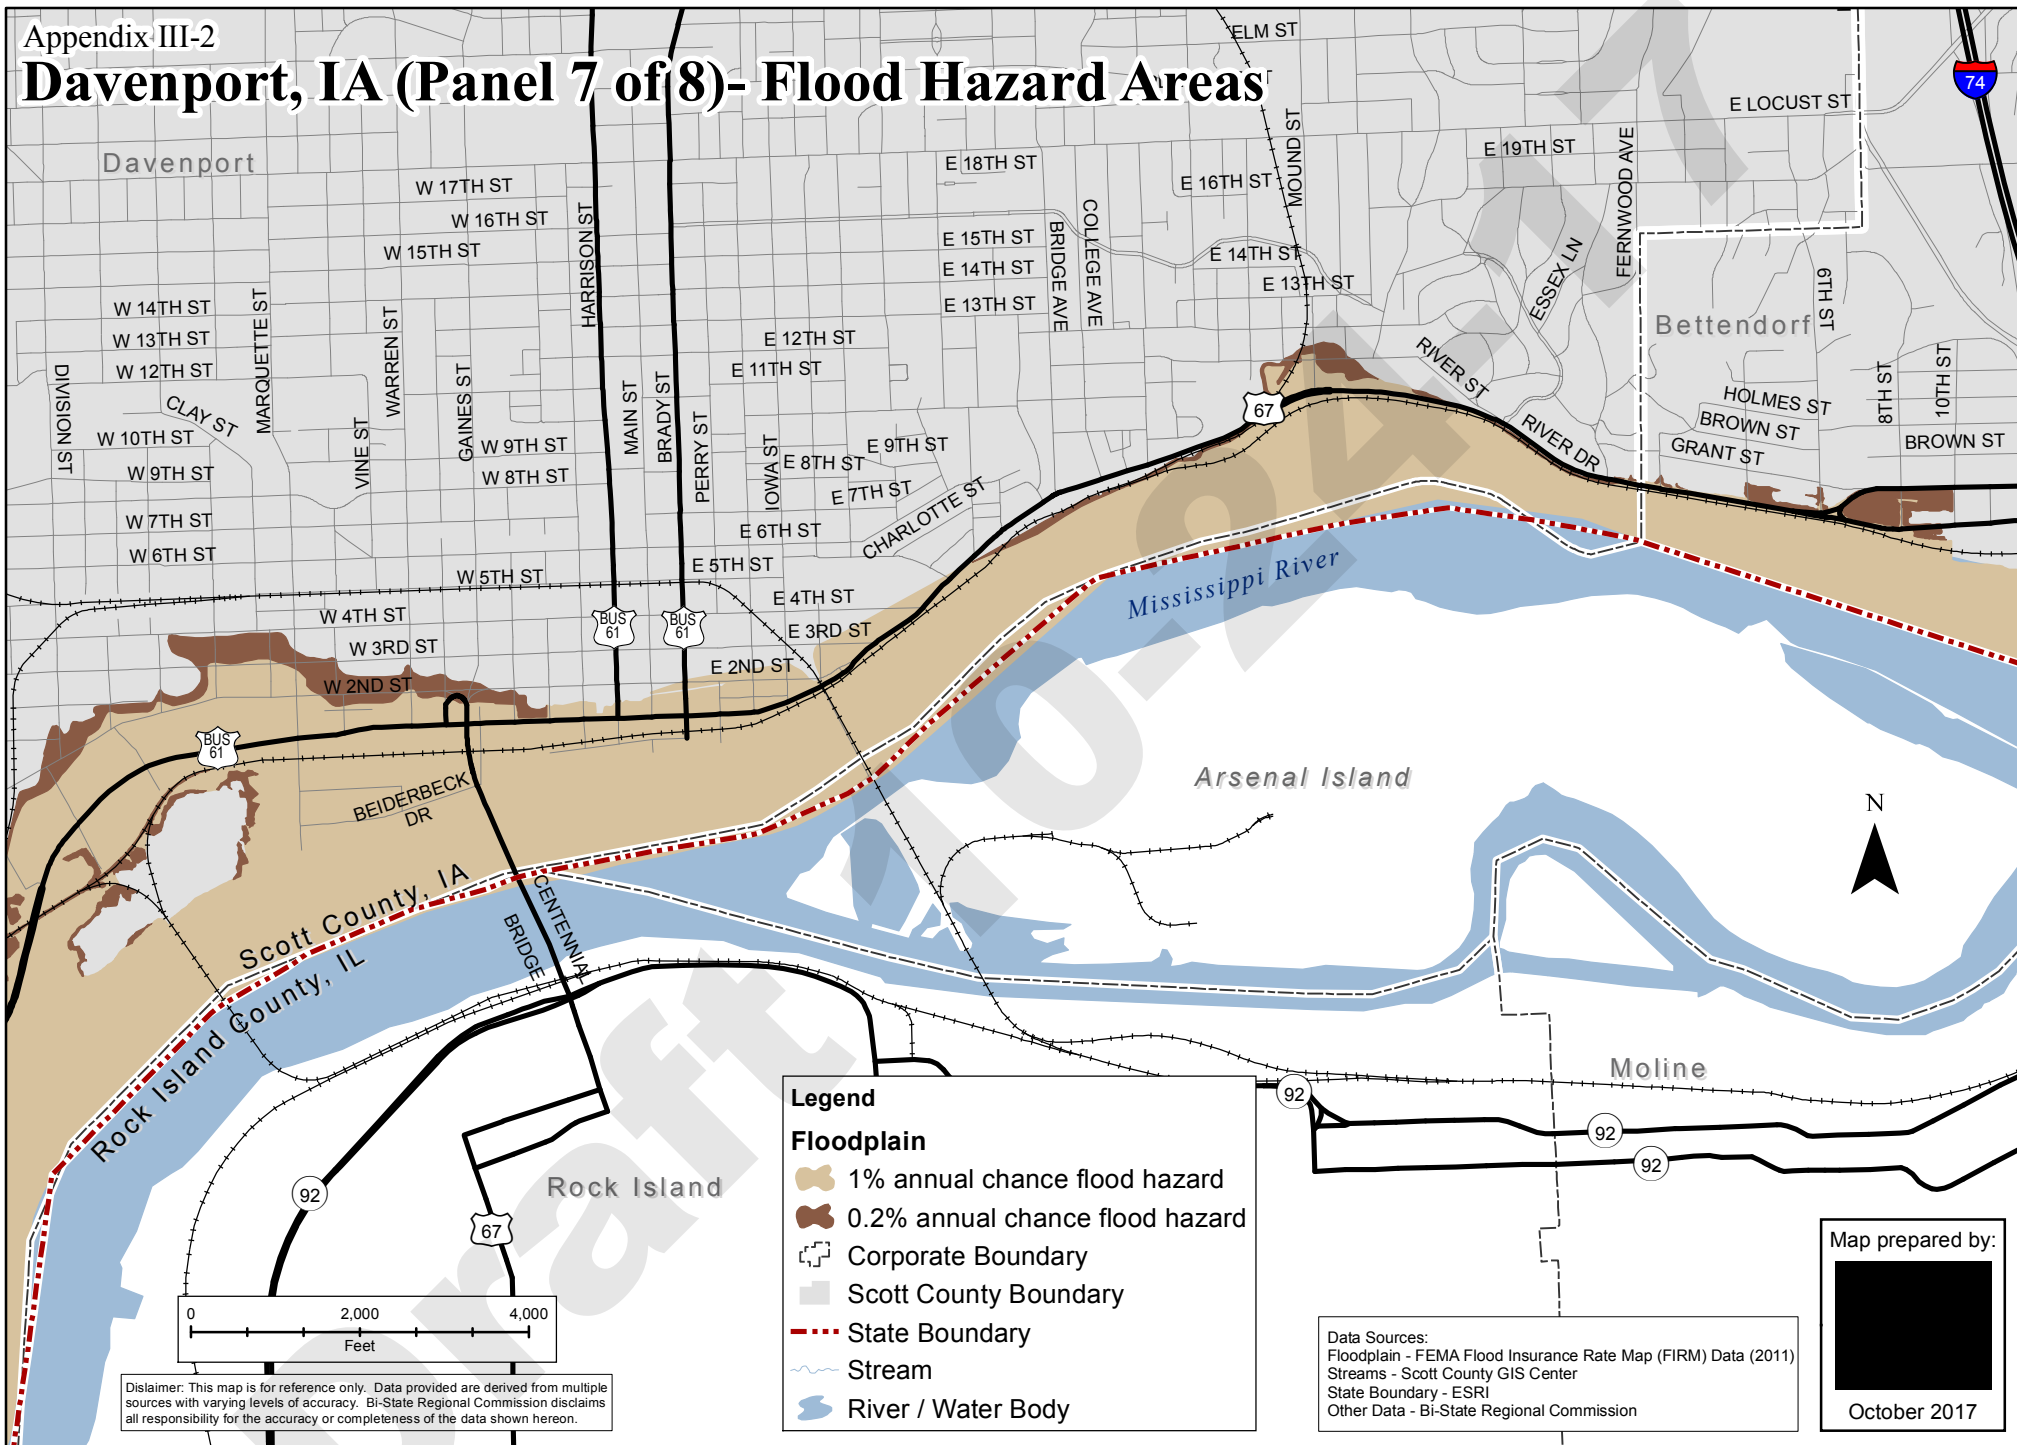 Appendix III-2
Davenport, IA (Panel 7 of 8)- Flood Hazard Areas
ELM ST
74
E LOCUST ST
Davenport
W 17TH ST
W 16TH ST
W 15TH ST
HARRISON ST
E 18TH ST
E 16TH ST
MOUND ST
E 19TH ST
FERNWOOD AVE
E 15TH ST
E 14TH ST
E 13TH ST
BRIDGE AVE
COLLEGE AVE
E 14TH ST
E 13TH ST
ESSEX LN
6TH ST
Bettendorf
W 14TH ST
W 13TH ST
W 12TH ST
MARQUETTE ST
WARREN ST
E 12TH ST
E 11TH ST
DIVISION ST
CLAY ST
W 10TH ST
W 9TH ST
VINE ST
GAINES ST
W 9TH ST
W 8TH ST
MAIN ST
BRADY ST
PERRY ST
IOWA ST
E 9TH ST
E 8TH ST
E 7TH ST
CHARLOTTE ST
E 6TH ST
E 5TH ST
E 4TH ST
E 3RD ST
E 2ND ST
67
RIVER ST
RIVER DR
HOLMES ST
BROWN ST
GRANT ST
8TH ST
10TH ST
BROWN ST
W 7TH ST
W 6TH ST
W 5TH ST
W 4TH ST
W 3RD ST
W 2ND ST
BUS
61
BUS
61
BUS
61
Mississippi River
Arsenal Island
BEIDERBECK
DR
Scott County, IA
Rock Island County, IL
CENTENNIAL
BRIDGE
N
Moline
Rock Island
92
67
92
92
92
Draft 10-24-17
Legend
Floodplain
1% annual chance flood hazard
0.2% annual chance flood hazard
Corporate Boundary
Scott County Boundary
State Boundary
Stream
River / Water Body
0 2,000 4,000
Feet
Dislaimer: This map is for reference only. Data provided are derived from multiple
sources with varying levels of accuracy. Bi-State Regional Commission disclaims
all responsibility for the accuracy or completeness of the data shown hereon.
Data Sources:
Floodplain - FEMA Flood Insurance Rate Map (FIRM) Data (2011)
Streams - Scott County GIS Center
State Boundary - ESRI
Other Data - Bi-State Regional Commission
Map prepared by:
October 2017